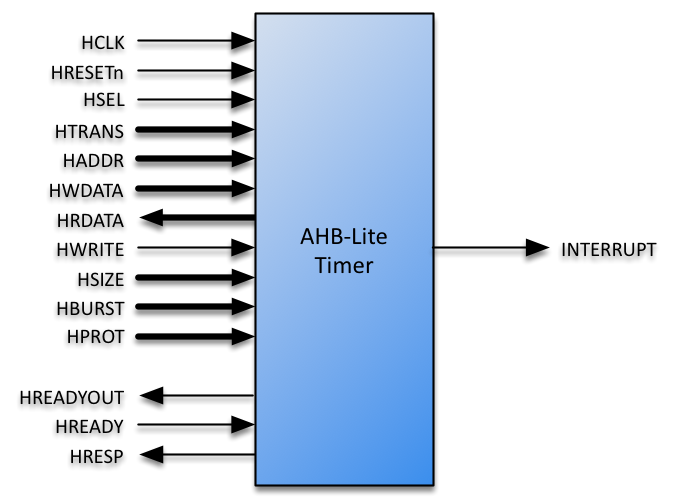 HCLK
HRESETn
HSEL
HTRANS
HADDR
HWDATA
HRDATA
HWRITE
HSIZE
HBURST
HPROT
HREADYOUT
HREADY
HRESP
AHB-Lite
Timer
INTERRUPT